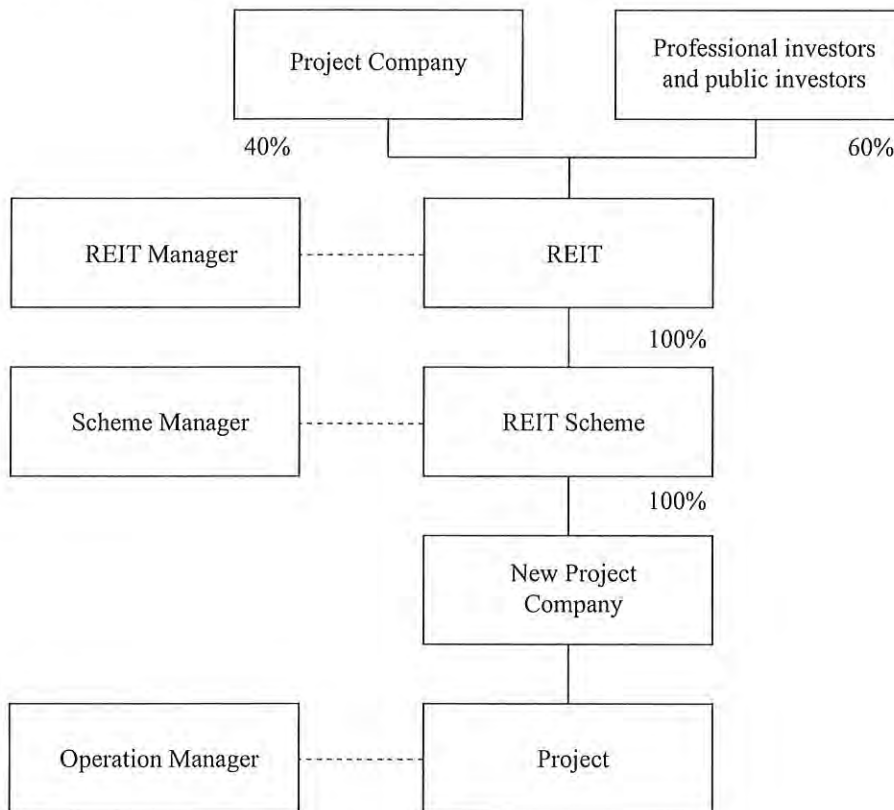 Project Company
Professional investors
and public investors
40%
60%
REIT Manager
REIT
100%
Scheme Manager
REIT Scheme
100%
New Project
Company
Operation Manager
Project